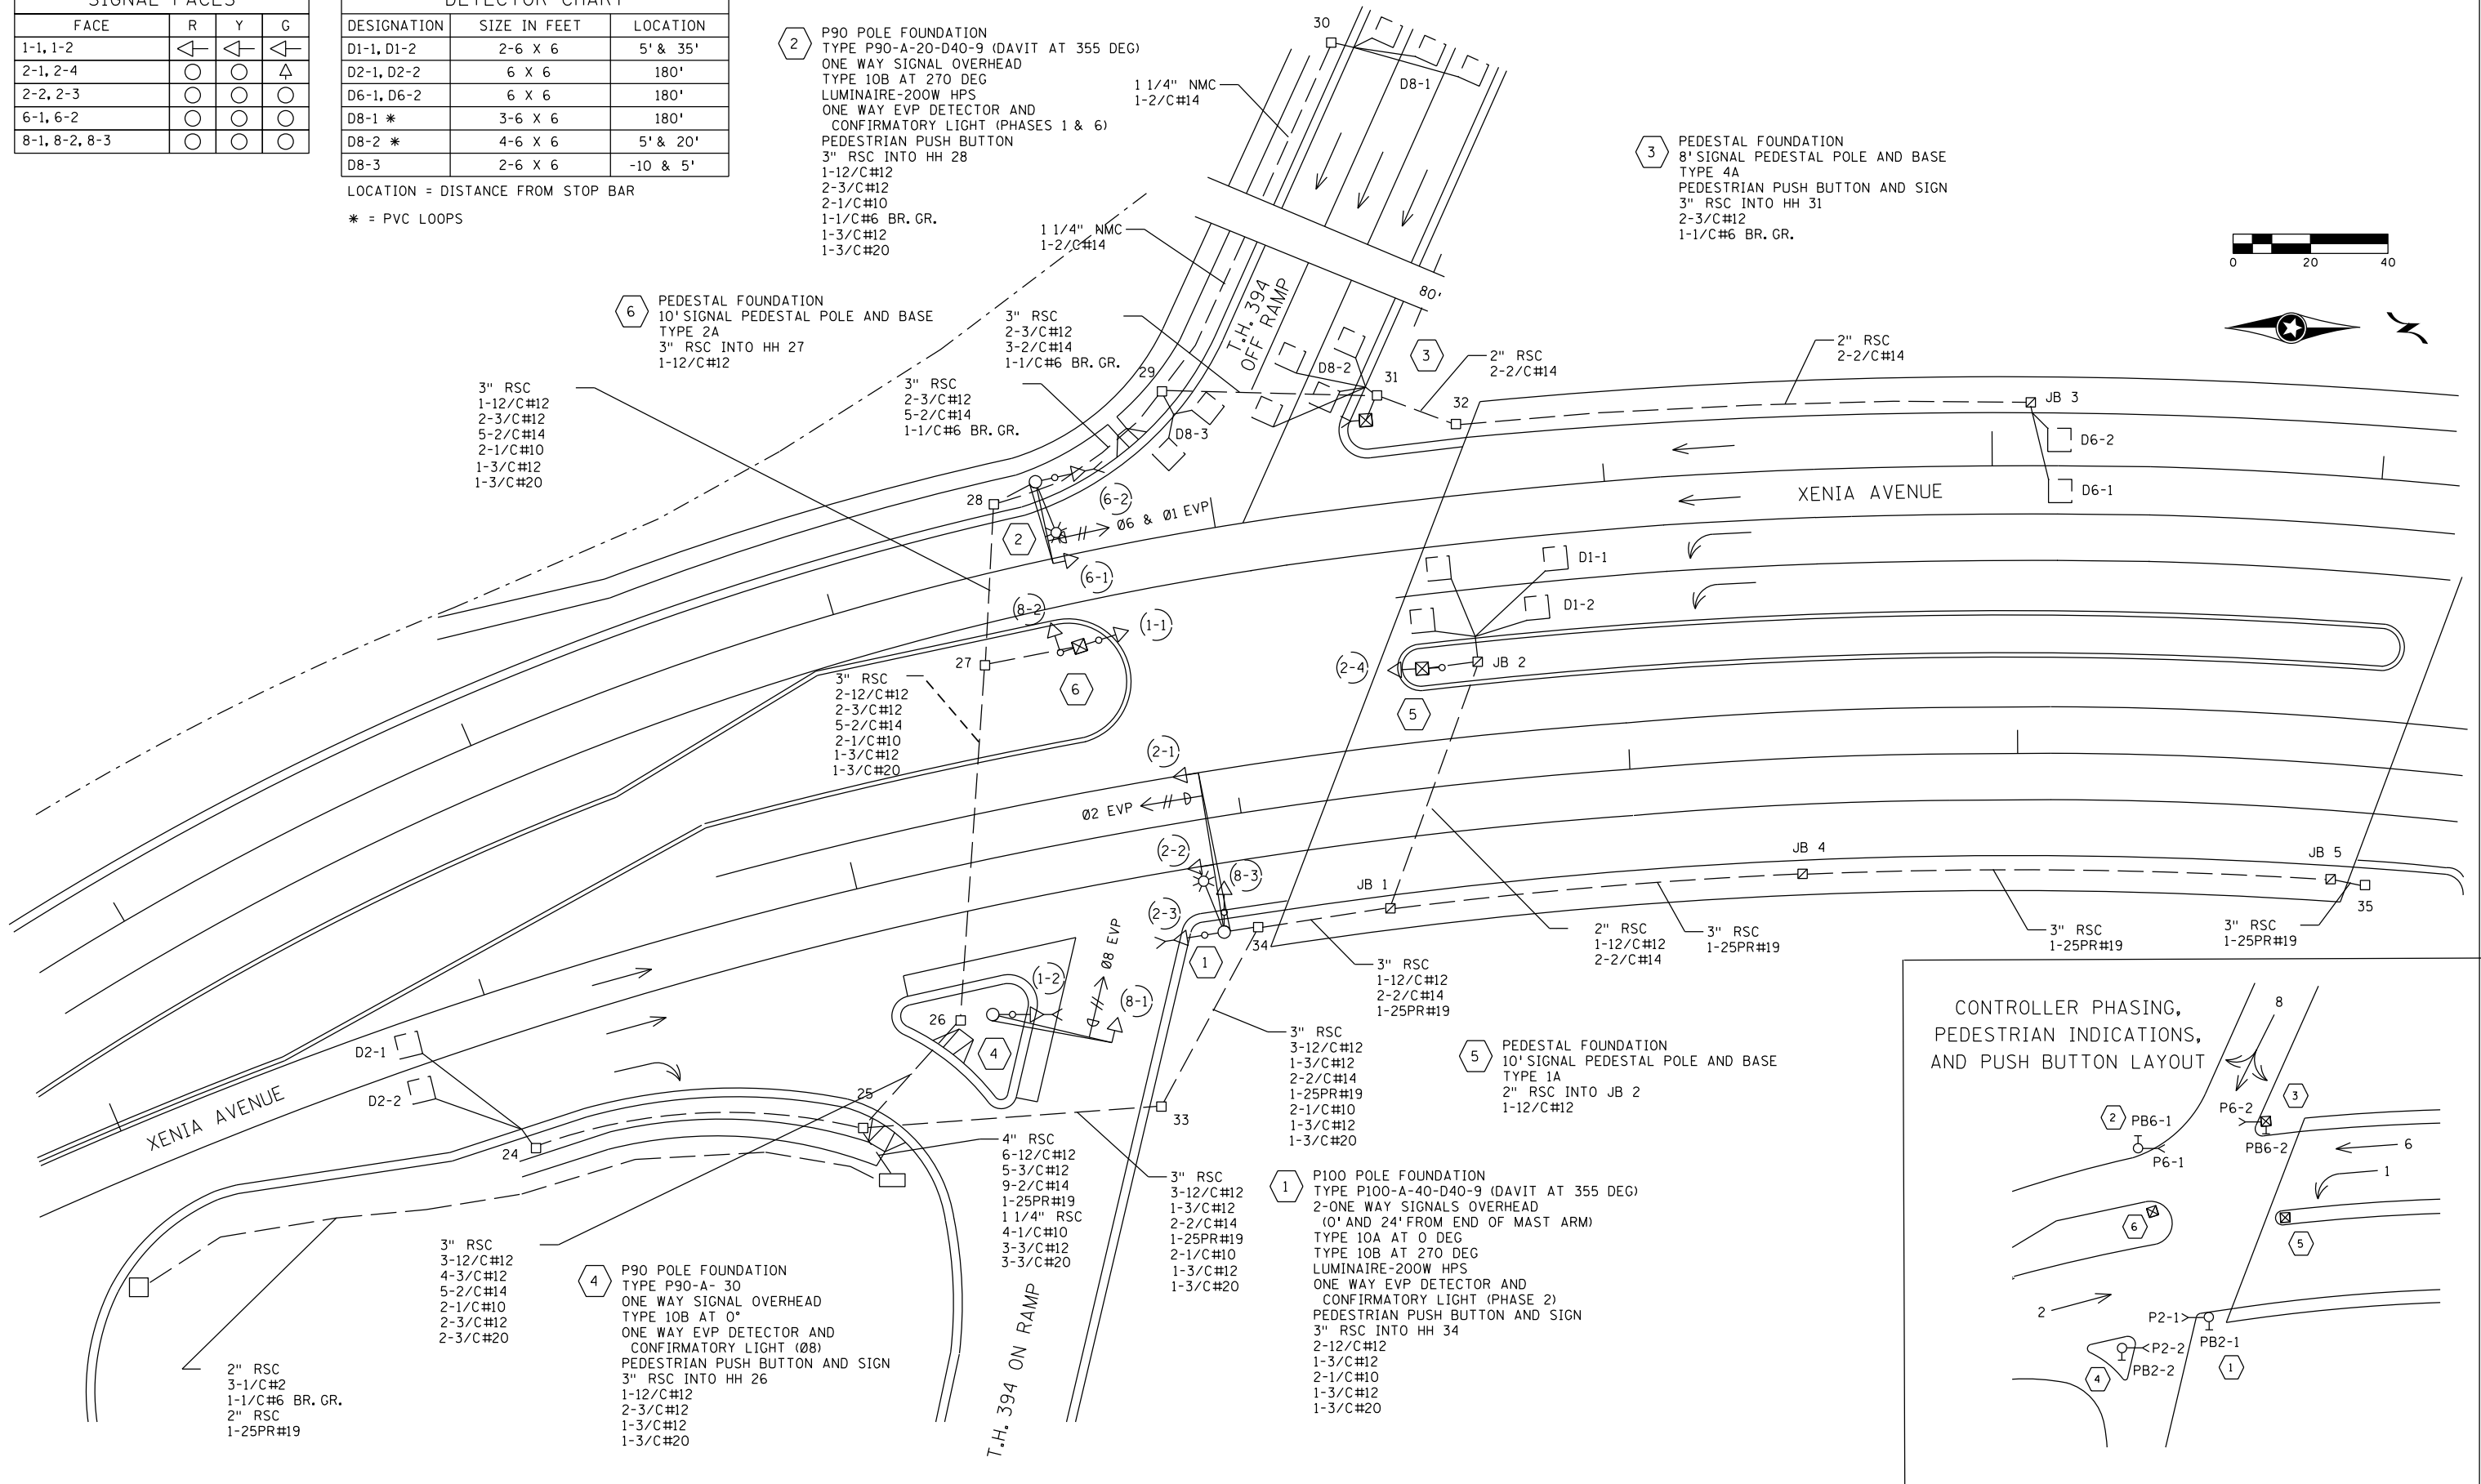 SIGNAL FACES
FACE R Y G
1-1, 1-2
2-1, 2-4
2-2, 2-3
6-1, 6-2
8-1, 8-2, 8-3
DETECTOR CHART
DESIGNATION SIZE IN FEET LOCATION
D1-1, D1-2 2-6 X 6 5' & 35'
D2-1, D2-2 6 X 6 180'
D6-1, D6-2 6 X 6 180'
D8-1 * 3-6 X 6 180'
D8-2 * 4-6 X 6 5' & 20'
D8-3 2-6 X 6 -10 & 5'
LOCATION = DISTANCE FROM STOP BAR
* = PVC LOOPS
2
P90 POLE FOUNDATION
TYPE P90-A-20-D40-9 (DAVIT AT 355 DEG)
ONE WAY SIGNAL OVERHEAD
TYPE 10B AT 270 DEG
LUMINAIRE-200W HPS
ONE WAY EVP DETECTOR AND
CONFIRMATORY LIGHT (PHASES 1 & 6)
PEDESTRIAN PUSH BUTTON
3" RSC INTO HH 28
1-12/C#12
2-3/C#12
2-1/C#10
1-1/C#6 BR.GR.
1-3/C#12
1-3/C#20
1 1/4" NMC
1-2/C#14
30
D8-1
3
PEDESTAL FOUNDATION
8' SIGNAL PEDESTAL POLE AND BASE
TYPE 4A
PEDESTRIAN PUSH BUTTON AND SIGN
3" RSC INTO HH 31
2-3/C#12
1-1/C#6 BR.GR.
0 20 40
1 1/4" NMC
1-2/C#14
80'
T.H. 394
OFF RAMP
6
PEDESTAL FOUNDATION
10' SIGNAL PEDESTAL POLE AND BASE
TYPE 2A
3" RSC INTO HH 27
1-12/C#12
3" RSC
2-3/C#12
3-2/C#14
1-1/C#6 BR.GR.
3" RSC
1-12/C#12
2-3/C#12
5-2/C#14
2-1/C#10
1-3/C#12
1-3/C#20
3" RSC
2-3/C#12
5-2/C#14
1-1/C#6 BR.GR.
29
D8-3
D8-2
31
3
2" RSC
2-2/C#14
32
2" RSC
2-2/C#14
JB 3
D6-2
D6-1
XENIA AVENUE
28
2
6-2
Ø6 & Ø1 EVP
6-1
8-2
1-1
27
6
D1-1
D1-2
2-4
JB 2
5
3" RSC
2-12/C#12
2-3/C#12
5-2/C#14
2-1/C#10
1-3/C#12
1-3/C#20
2-1
Ø2 EVP
2-2
8-3
2-3
1
34
JB 1
JB 4
JB 5
35
2" RSC
1-12/C#12
2-2/C#14
3" RSC
1-25PR#19
3" RSC
1-25PR#19
3" RSC
1-25PR#19
3" RSC
1-12/C#12
2-2/C#14
1-25PR#19
Ø8 EVP
1-2
8-1
26
4
3" RSC
3-12/C#12
1-3/C#12
2-2/C#14
1-25PR#19
2-1/C#10
1-3/C#12
1-3/C#20
5
PEDESTAL FOUNDATION
10' SIGNAL PEDESTAL POLE AND BASE
TYPE 1A
2" RSC INTO JB 2
1-12/C#12
D2-1
D2-2
XENIA AVENUE
24
25
33
4" RSC
6-12/C#12
5-3/C#12
9-2/C#14
1-25PR#19
1 1/4" RSC
4-1/C#10
3-3/C#12
3-3/C#20
3" RSC
3-12/C#12
1-3/C#12
2-2/C#14
1-25PR#19
2-1/C#10
1-3/C#12
1-3/C#20
1
P100 POLE FOUNDATION
TYPE P100-A-40-D40-9 (DAVIT AT 355 DEG)
2-ONE WAY SIGNALS OVERHEAD
(0' AND 24' FROM END OF MAST ARM)
TYPE 10A AT 0 DEG
TYPE 10B AT 270 DEG
LUMINAIRE-200W HPS
ONE WAY EVP DETECTOR AND
CONFIRMATORY LIGHT (PHASE 2)
PEDESTRIAN PUSH BUTTON AND SIGN
3" RSC INTO HH 34
2-12/C#12
1-3/C#12
2-1/C#10
1-3/C#12
1-3/C#20
T.H. 394 ON RAMP
3" RSC
3-12/C#12
4-3/C#12
5-2/C#14
2-1/C#10
2-3/C#12
2-3/C#20
4
P90 POLE FOUNDATION
TYPE P90-A- 30
ONE WAY SIGNAL OVERHEAD
TYPE 10B AT 0°
ONE WAY EVP DETECTOR AND
CONFIRMATORY LIGHT (Ø8)
PEDESTRIAN PUSH BUTTON AND SIGN
3" RSC INTO HH 26
1-12/C#12
2-3/C#12
1-3/C#12
1-3/C#20
2" RSC
3-1/C#2
1-1/C#6 BR.GR.
2" RSC
1-25PR#19
CONTROLLER PHASING,
PEDESTRIAN INDICATIONS,
AND PUSH BUTTON LAYOUT
8
3
P6-2
2
PB6-1
P6-1
PB6-2
6
1
6
5
2
P2-1
PB2-1
P2-2
PB2-2
4
1